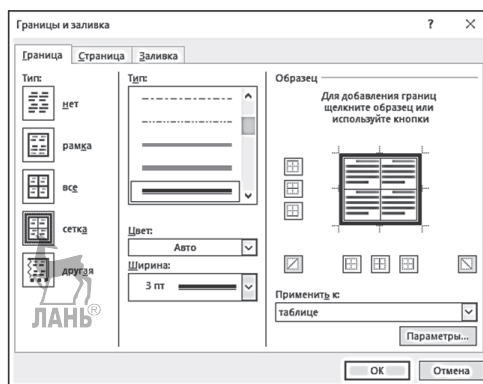 Границы и заливка
?
Граница Страница Заливка
Тип:
нет
рамка
все
сетка
другая
Тип:
Цвет:
Авто
Ширина:
3 пт
Образец
Для добавления границ
щелкните образец или
используйте кнопки
Применить к:
таблице
Параметры...
ОК Отмена
ЛАНЬ®